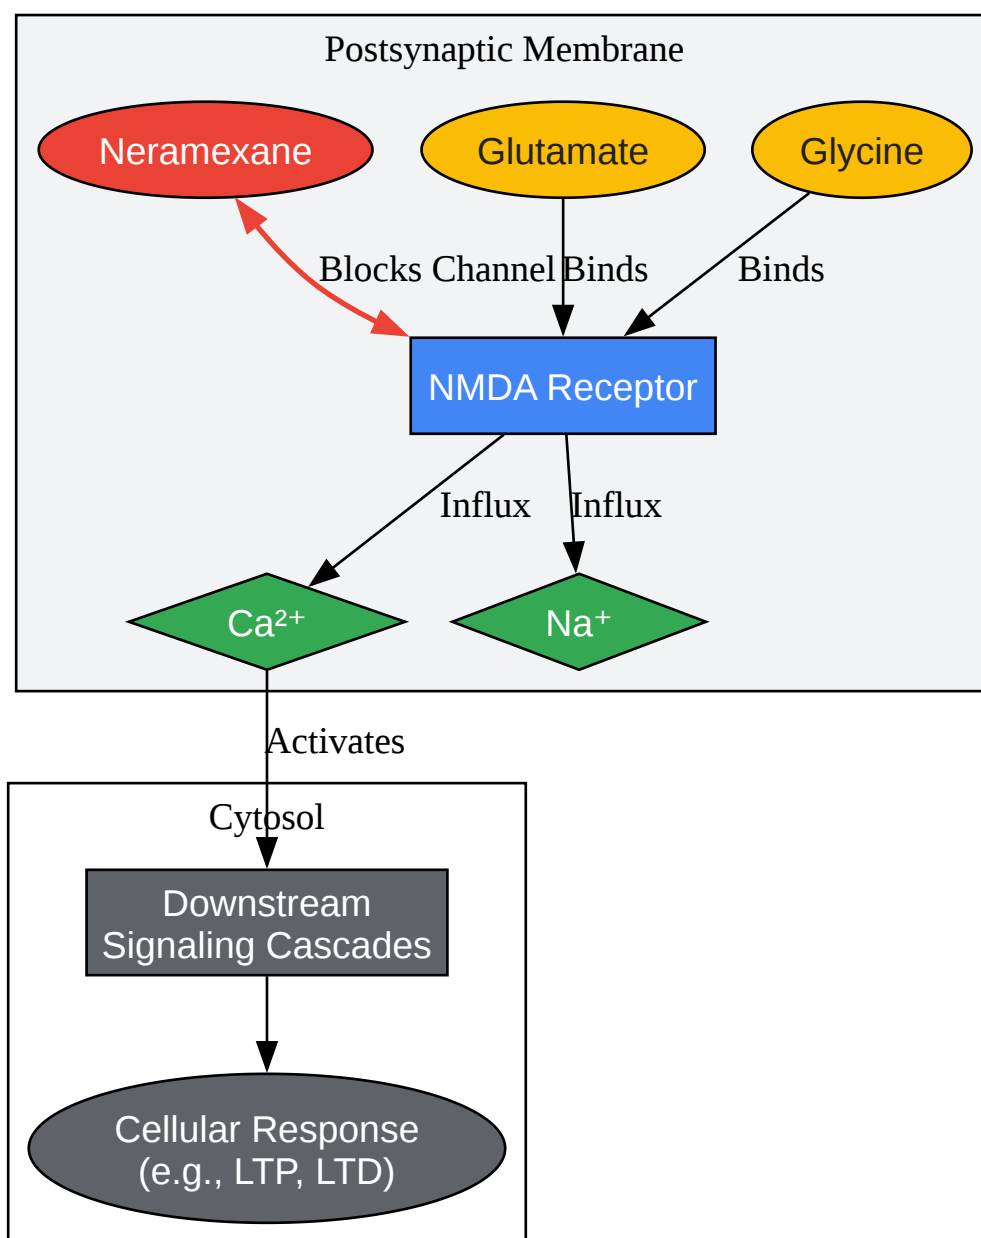 Postsynaptic Membrane
Neramexane
Glutamate
Glycine
Blocks Channel
Binds
Binds
NMDA Receptor
Influx
Influx
Ca²⁺
Na⁺
Activates
Cytosol
Downstream
Signaling Cascades
Cellular Response
(e.g., LTP, LTD)